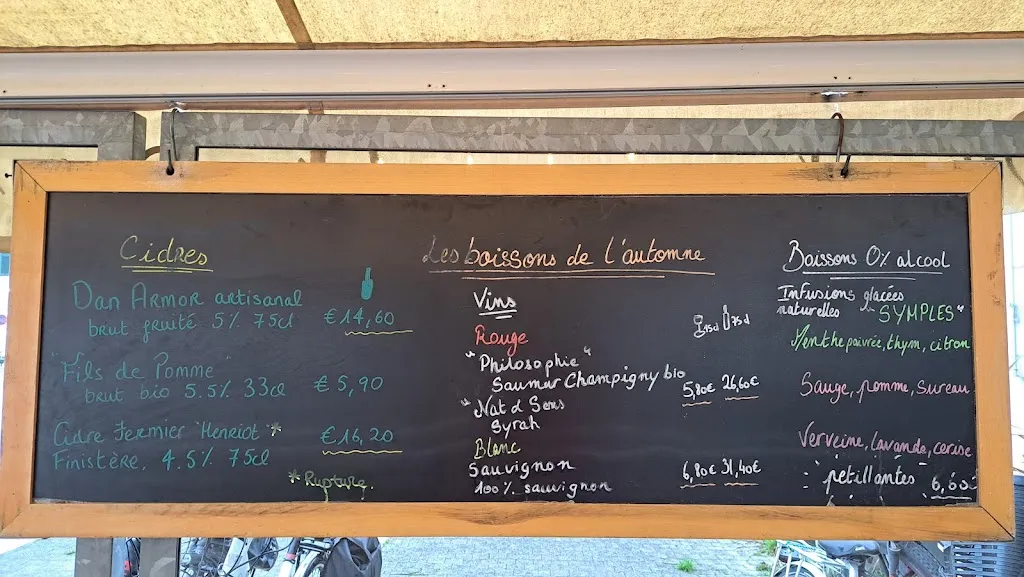 Cidres
Dan Armor artisanal
brut fruité 5% 75cl €14,60
"Fils de Pomme"
brut bio 5.5% 33cl €5,90
Cidre Fermier "Henriot" *
Finistère, 4.5% 75cl €16,20
*Rupture.
Les boissons de l'automne
Vins
15cl 75cl
Rouge
"Philosophie"
Saumur Champigny bio 5,80€ 26,60€
"Nat d Sens
Syrah
Blanc
Sauvignon 6,80€ 31,40€
100% sauvignon
Boissons 0% alcool
Infusions glacées
naturelles "SYMPLES"
Menthe poivrée, thym, citron
Sauge, pomme, Sureau
Verveine, lavande, cerise
"petillantes" 6,60